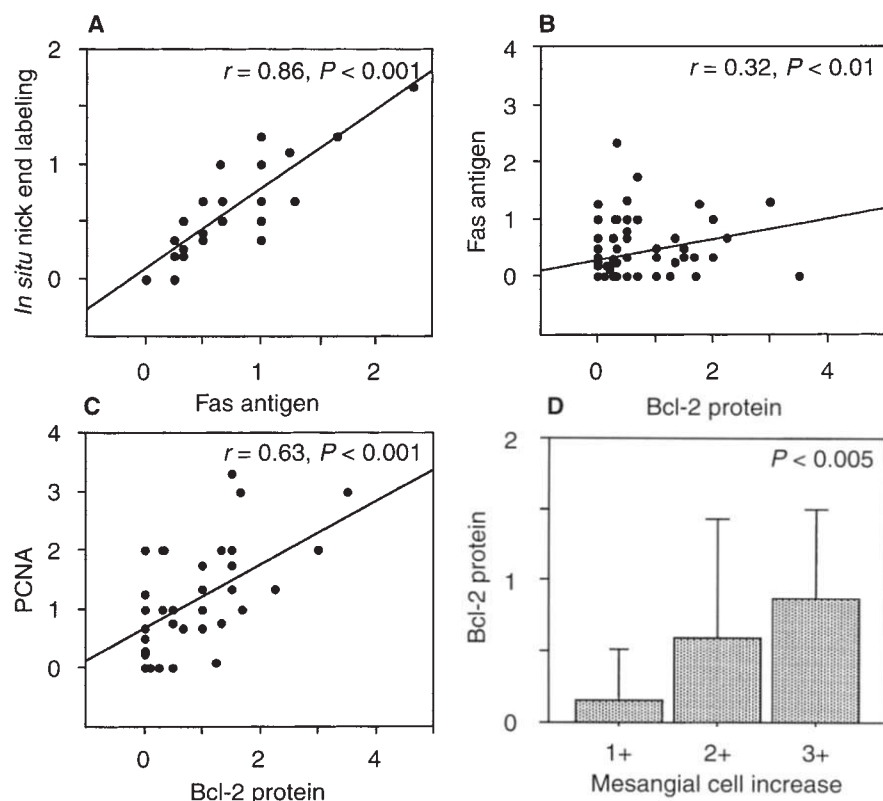 A
2
r = 0.86, P < 0.001
1
0
In situ nick end labeling
0
1
2
Fas antigen
B
4
r = 0.32, P < 0.01
3
2
1
0
Fas antigen
0
2
4
Bcl-2 protein
C
4
r = 0.63, P < 0.001
3
2
1
0
PCNA
0
2
4
Bcl-2 protein
D
2
P < 0.005
1
0
Bcl-2 protein
1+
2+
3+
Mesangial cell increase